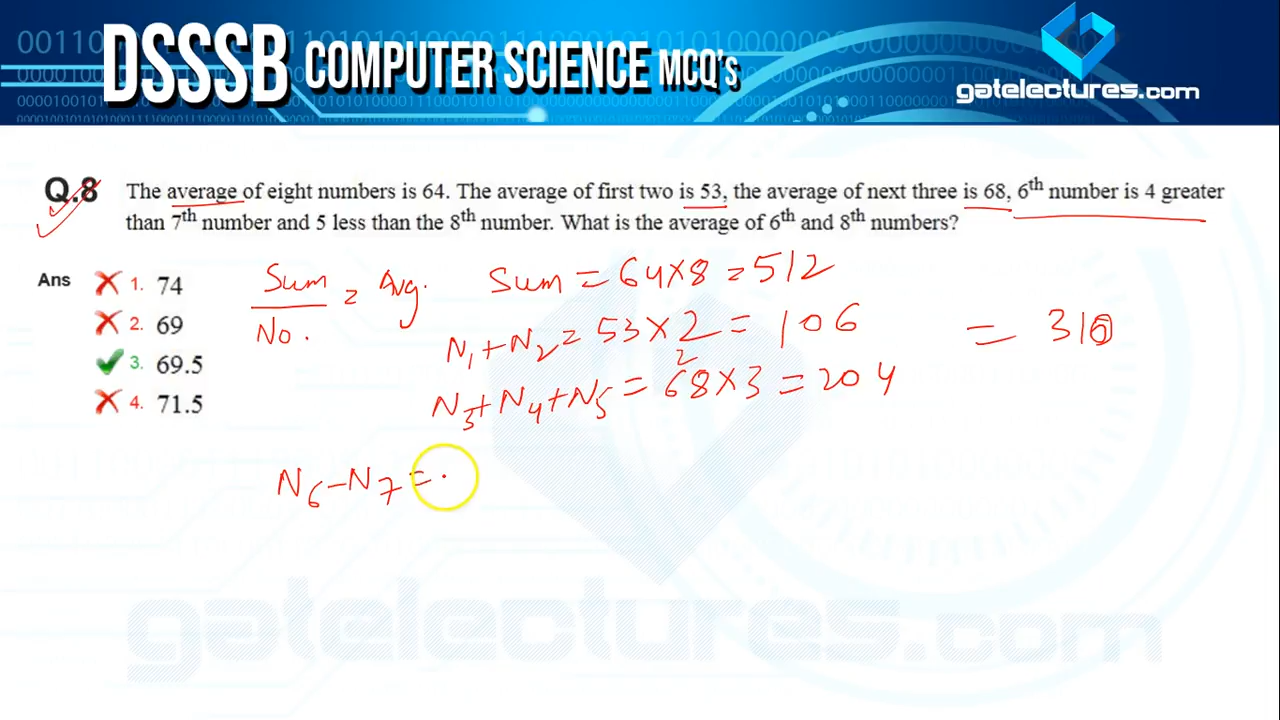 DSSSB COMPUTER SCIENCE MCQ's
gatelectures.com
Q.8 The average of eight numbers is 64. The average of first two is 53, the average of next three is 68, 6th number is 4 greater
than 7th number and 5 less than the 8th number. What is the average of 6th and 8th numbers?
Ans
1. 74
2. 69
3. 69.5
4. 71.5
Sum / No. = Avg.
Sum = 64 × 8 = 512
N1 + N2 = 53 × 2 = 106
= 310
N3 + N4 + N5 = 68 × 3 = 204
2
N6 - N7 =
gatelectures.com